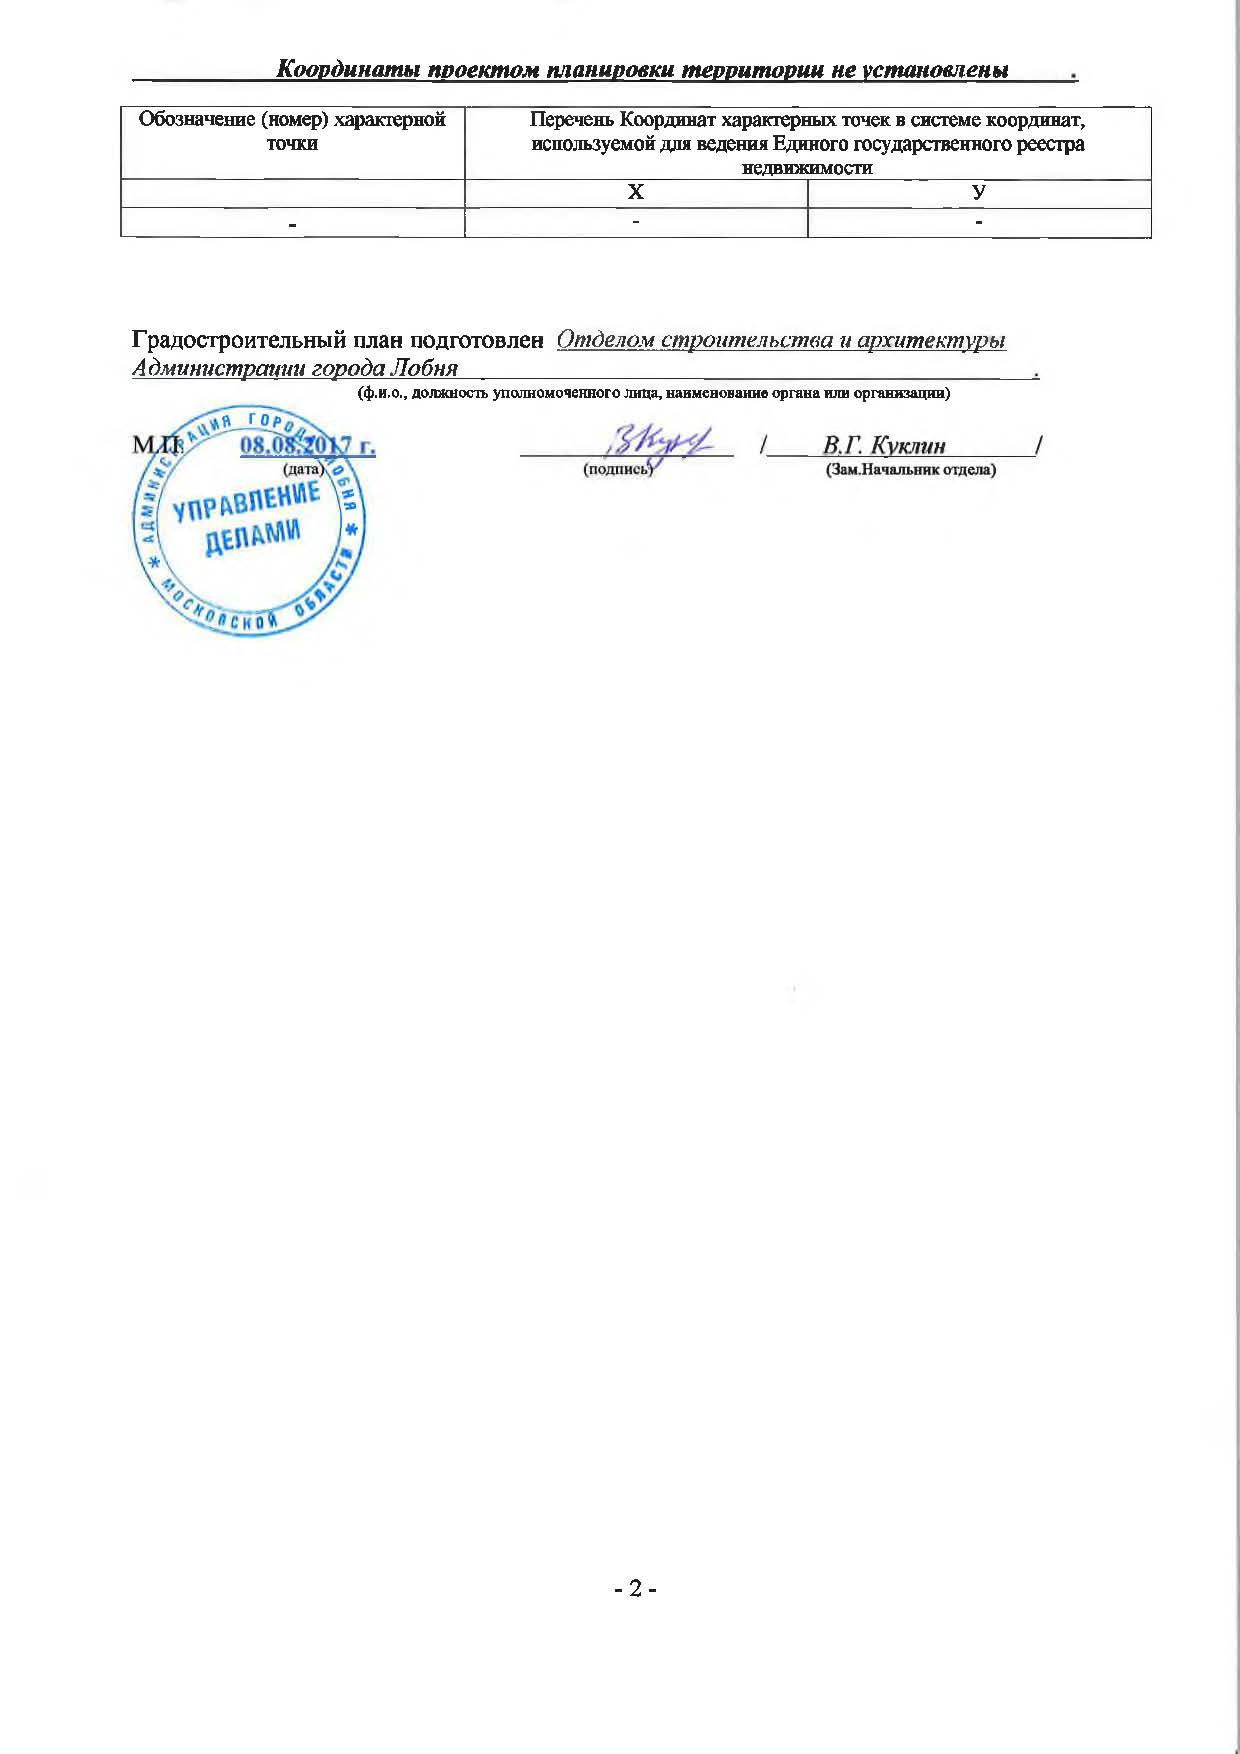 Координаты проектом планировки территории не установлены .
Обозначение (номер) характерной
точки
Перечень Координат характерных точек в системе координат,
используемой для ведения Единого государственного реестра
недвижимости
Х
У
-
-
-
Градостроительный план подготовлен Отделом строительства и архитектуры
Администрации города Лобня .
(ф.и.о., должность уполномоченного лица, наименование органа или организации)
М.П. 08.08.2017 г. / В.Г. Куклин /
(дата) (подпись) (Зам.Начальник отдела)
АДМИНИСТРАЦИЯ ГОРОДА ЛОБНЯ
УПРАВЛЕНИЕ
ДЕЛАМИ
* МОСКОВСКОЙ ОБЛАСТИ *
- 2 -